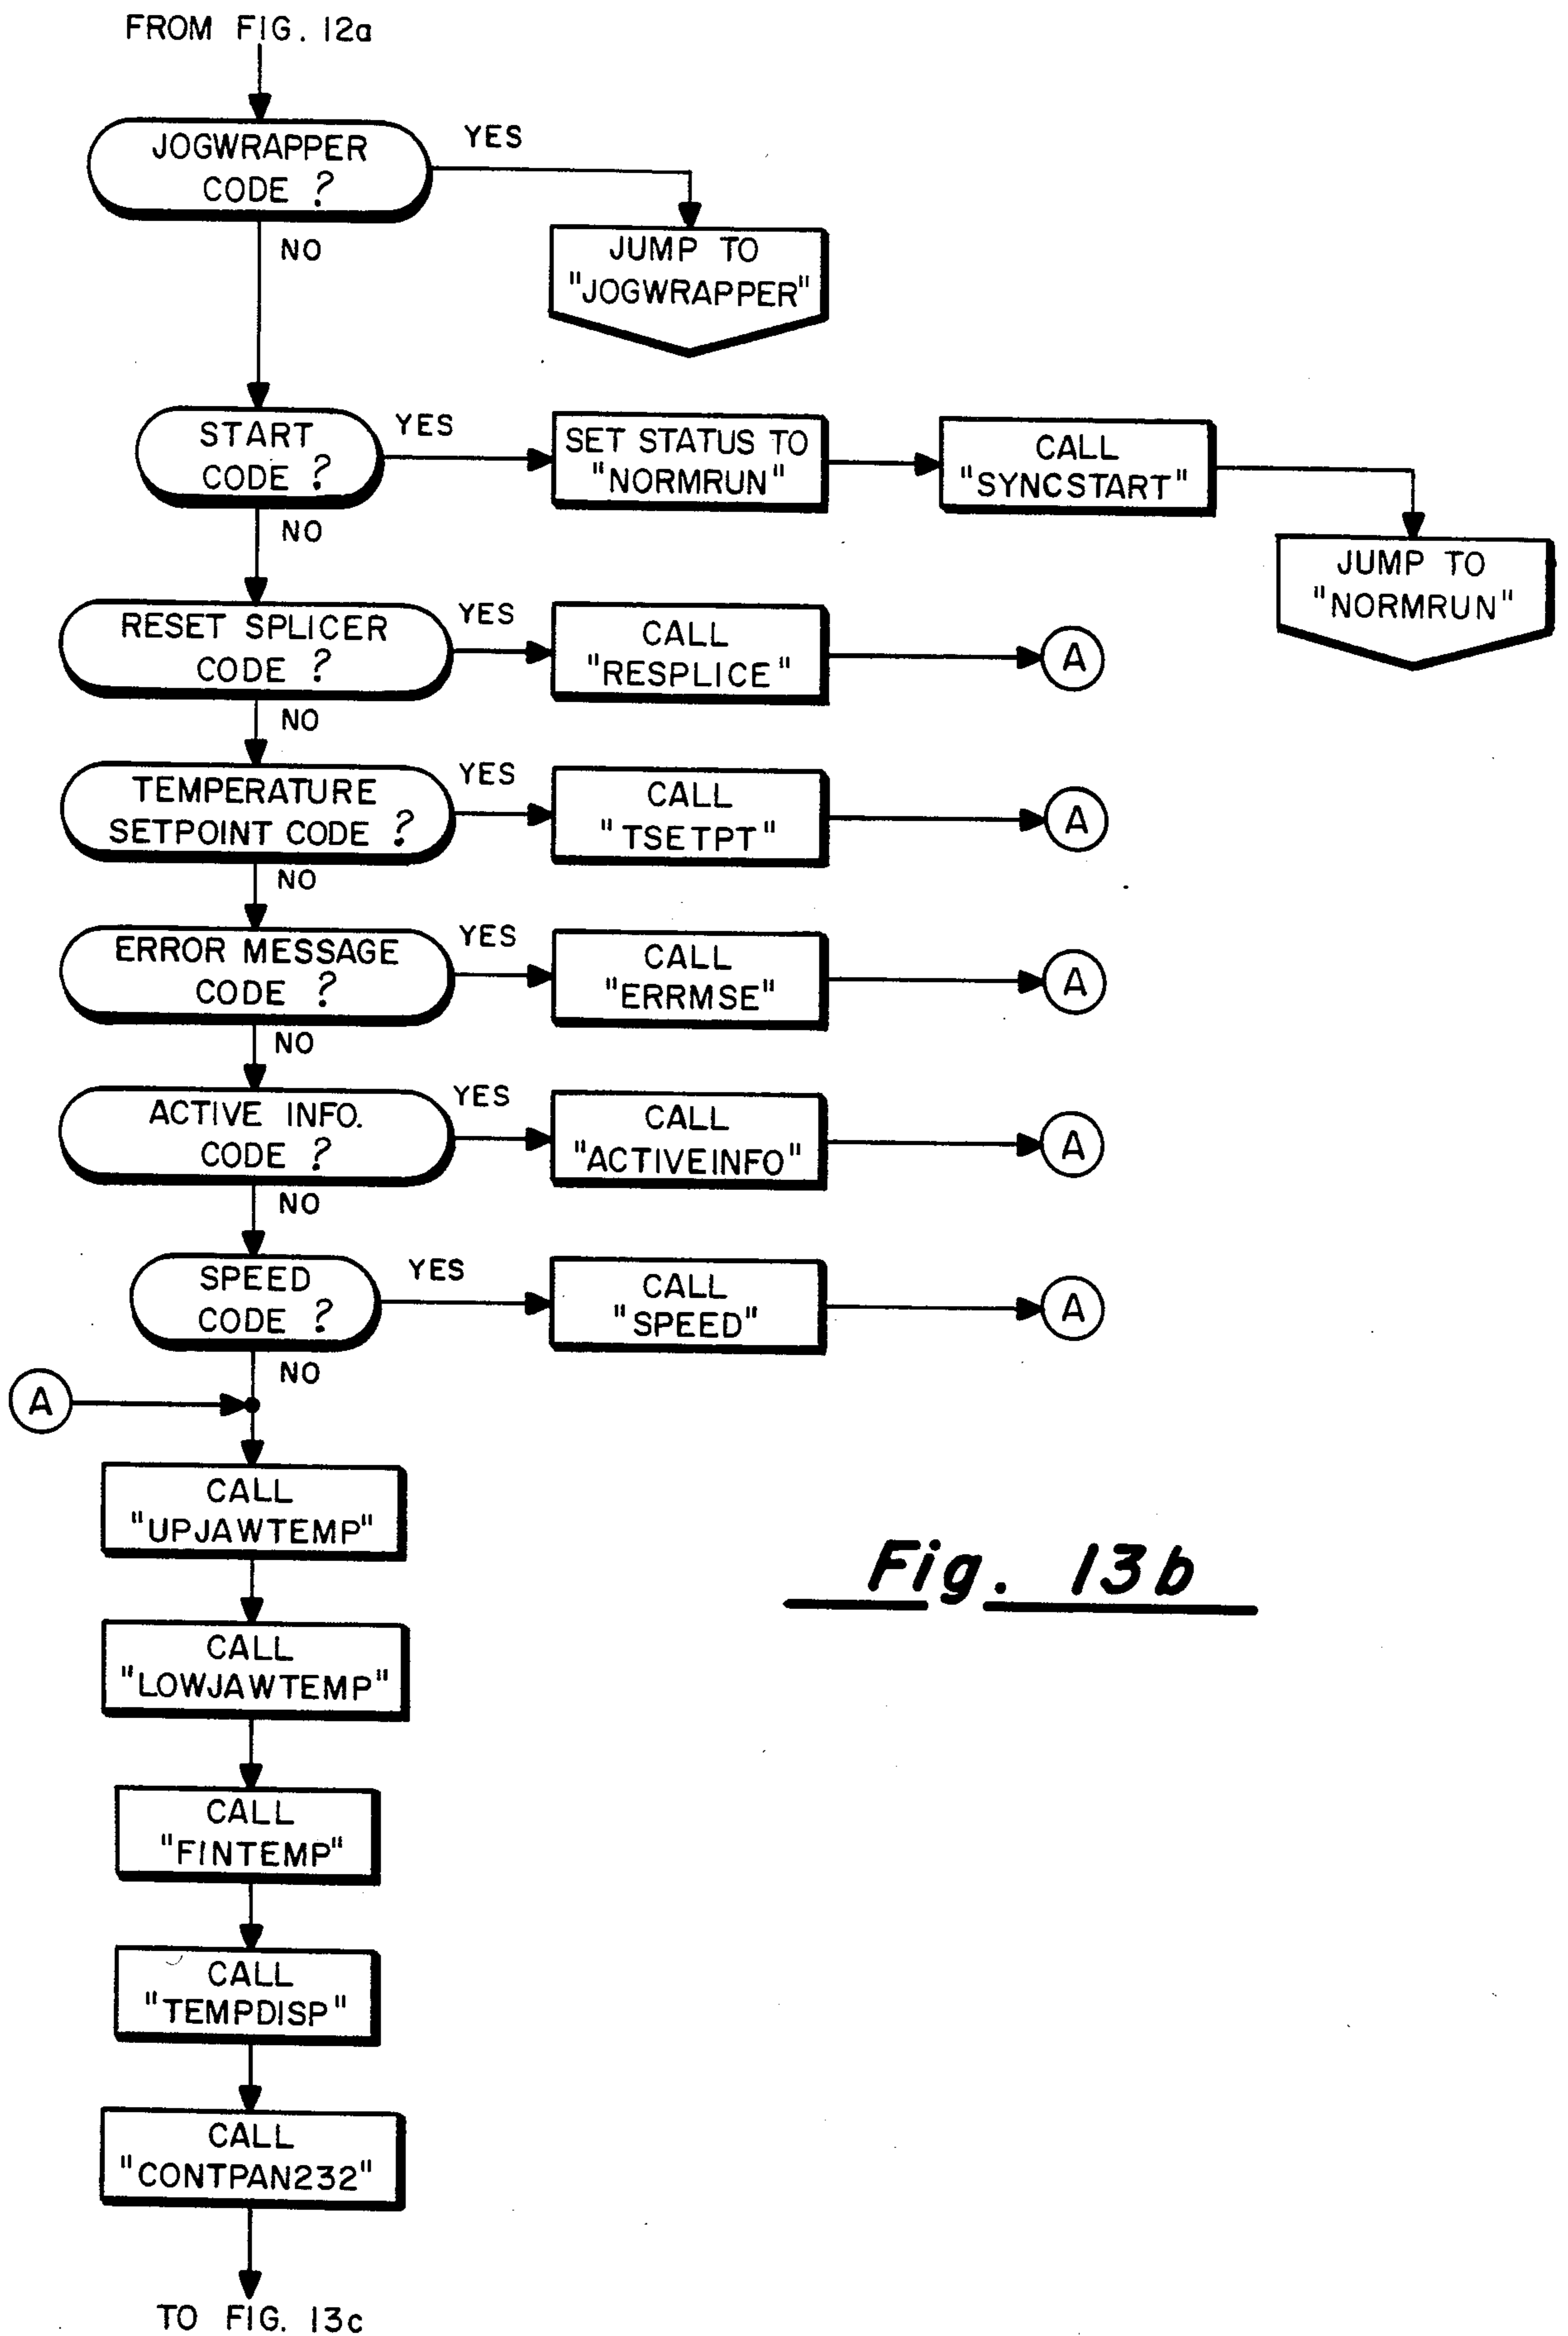 FROM FIG. 12a
JOGWRAPPER
CODE ?
YES
NO
JUMP TO
"JOGWRAPPER"
START
CODE ?
YES
NO
SET STATUS TO
"NORMRUN"
CALL
"SYNCSTART"
JUMP TO
"NORMRUN"
RESET SPLICER
CODE ?
YES
NO
CALL
"RESPLICE"
A
TEMPERATURE
SETPOINT CODE ?
YES
NO
CALL
"TSETPT"
A
ERROR MESSAGE
CODE ?
YES
NO
CALL
"ERRMSE"
A
ACTIVE INFO.
CODE ?
YES
NO
CALL
"ACTIVEINFO"
A
SPEED
CODE ?
YES
NO
CALL
"SPEED"
A
A
CALL
"UPJAWTEMP"
CALL
"LOWJAWTEMP"
CALL
"FINTEMP"
CALL
"TEMPDISP"
CALL
"CONTPAN232"
TO FIG. 13c
Fig. 13b